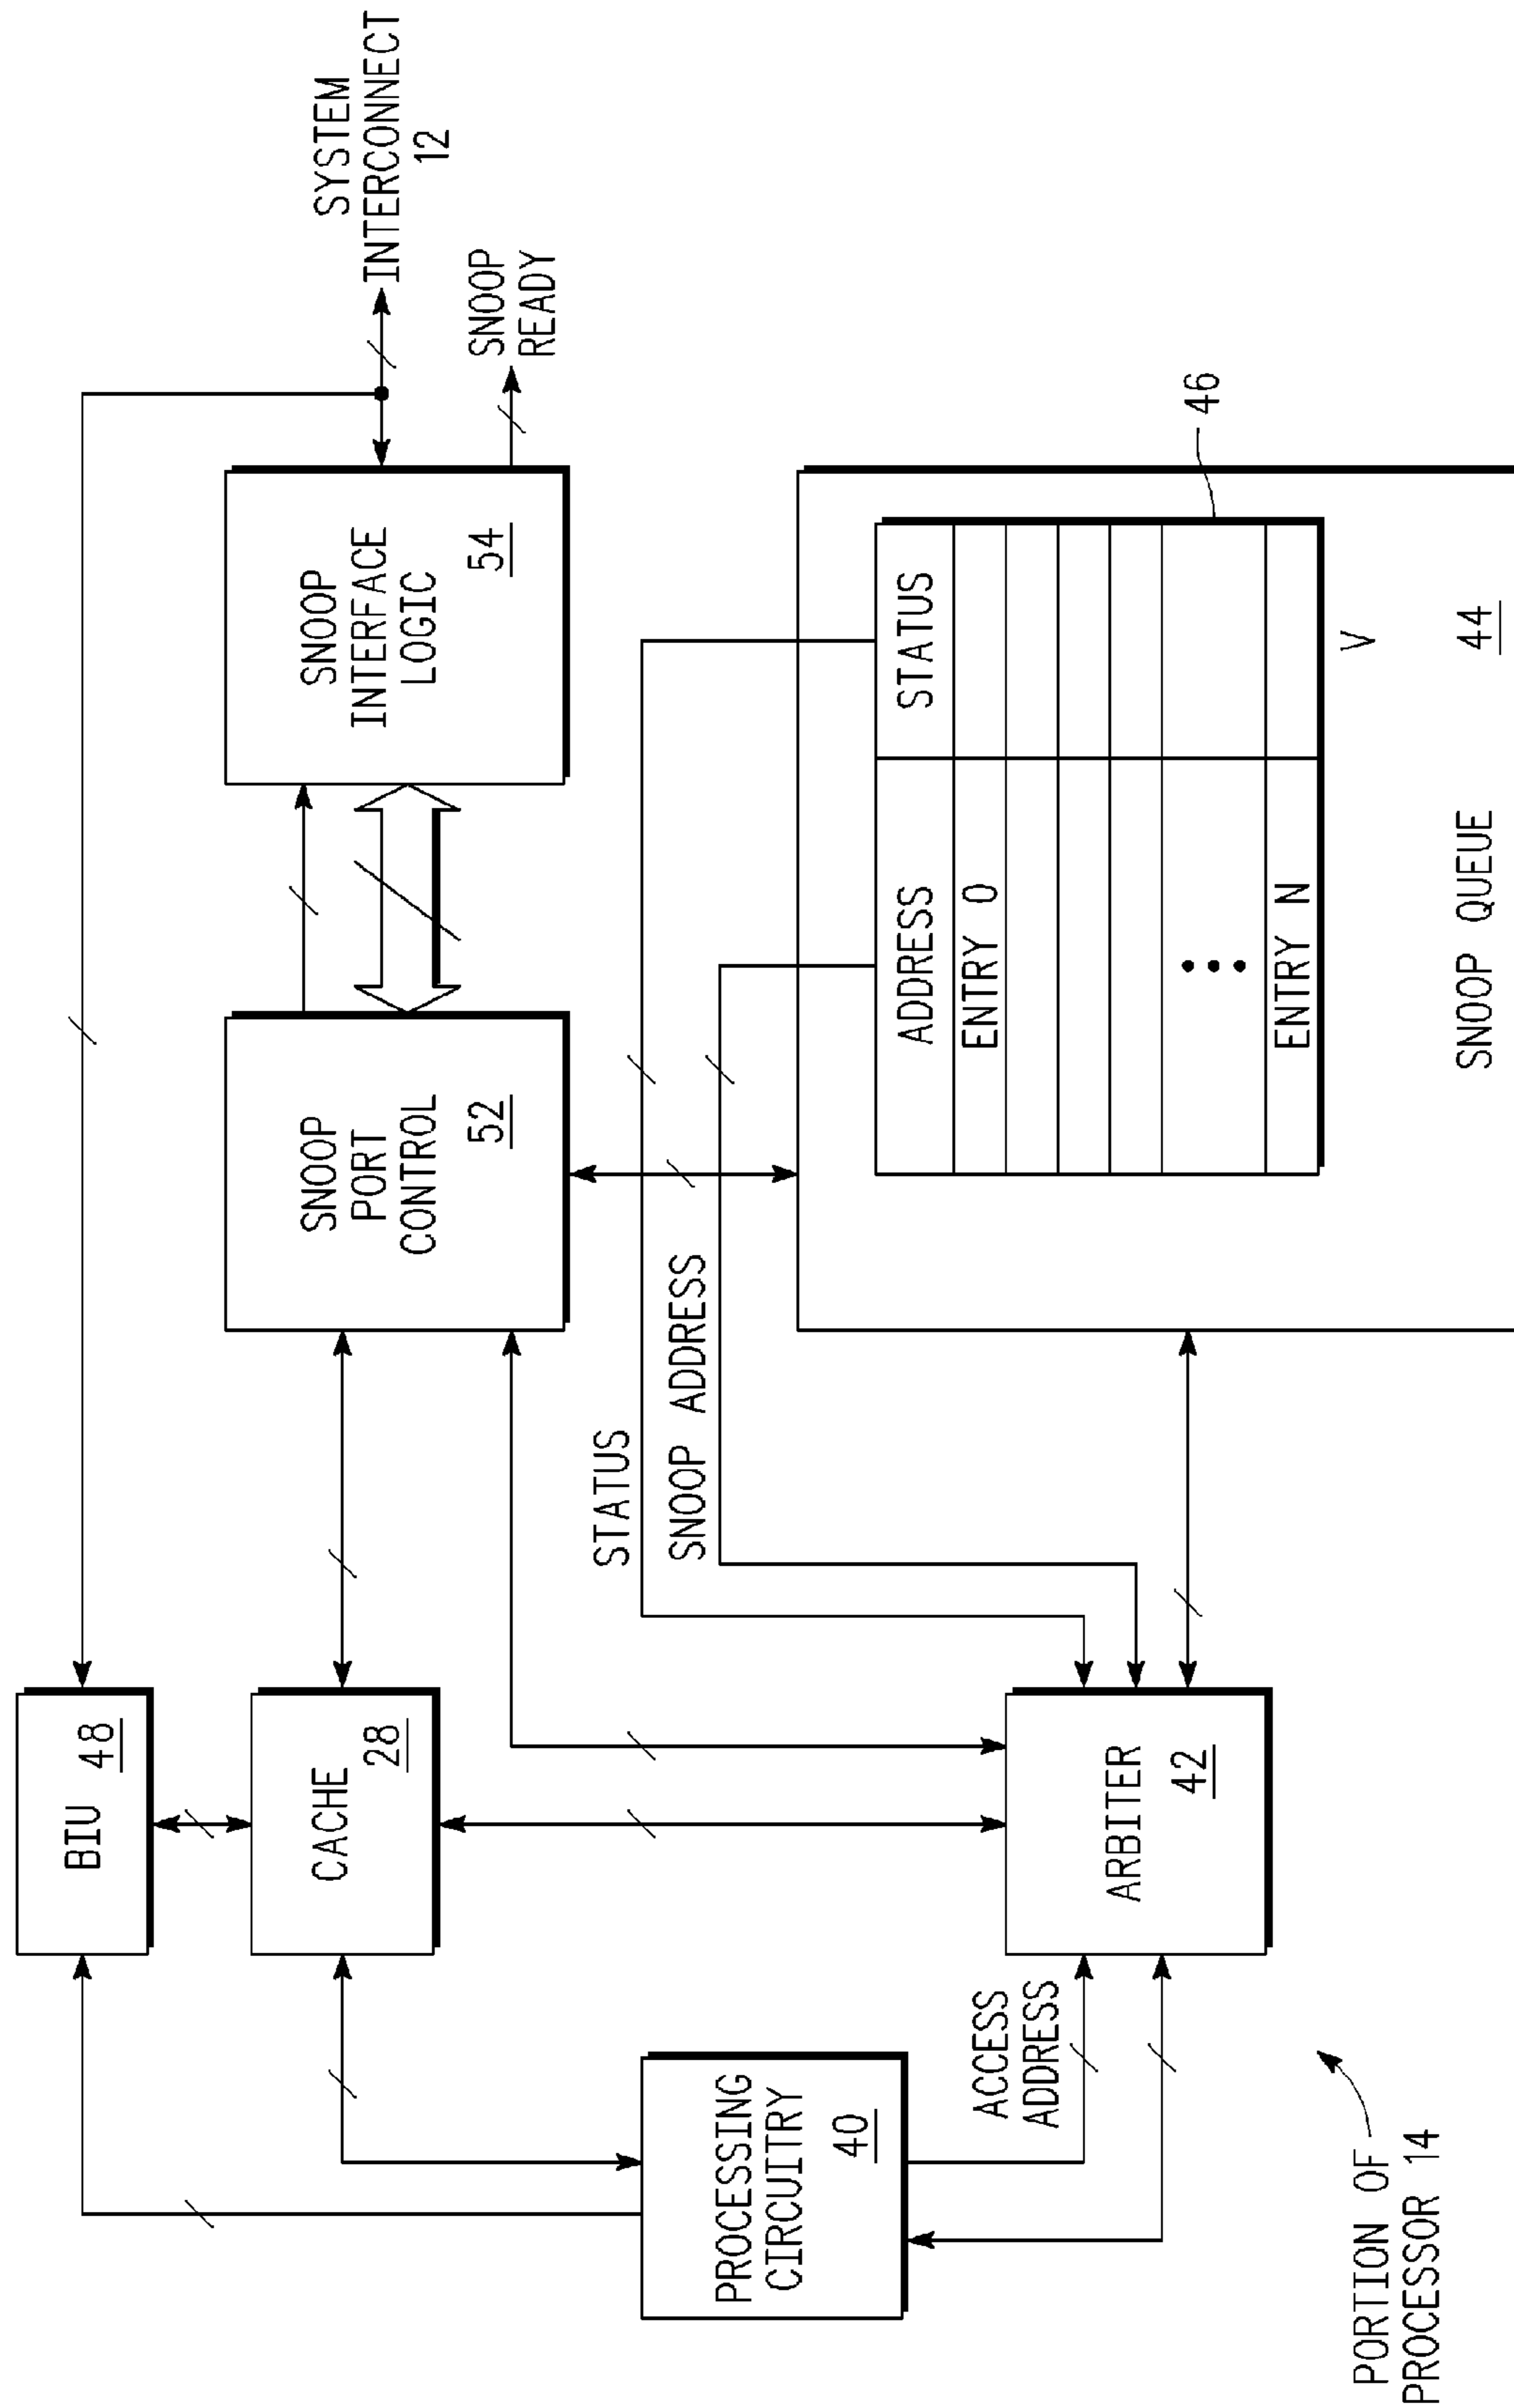 BIU 48
CACHE
28
PROCESSING
CIRCUITRY
40
ACCESS
ADDRESS
ARBITER
42
PORTION OF
PROCESSOR 14
STATUS
SNOOP ADDRESS
SNOOP
PORT
CONTROL
52
SNOOP
INTERFACE
LOGIC
54
SYSTEM
INTERCONNECT
12
SNOOP
READY
ADDRESS STATUS
ENTRY 0
ENTRY N
46
V
SNOOP QUEUE 44